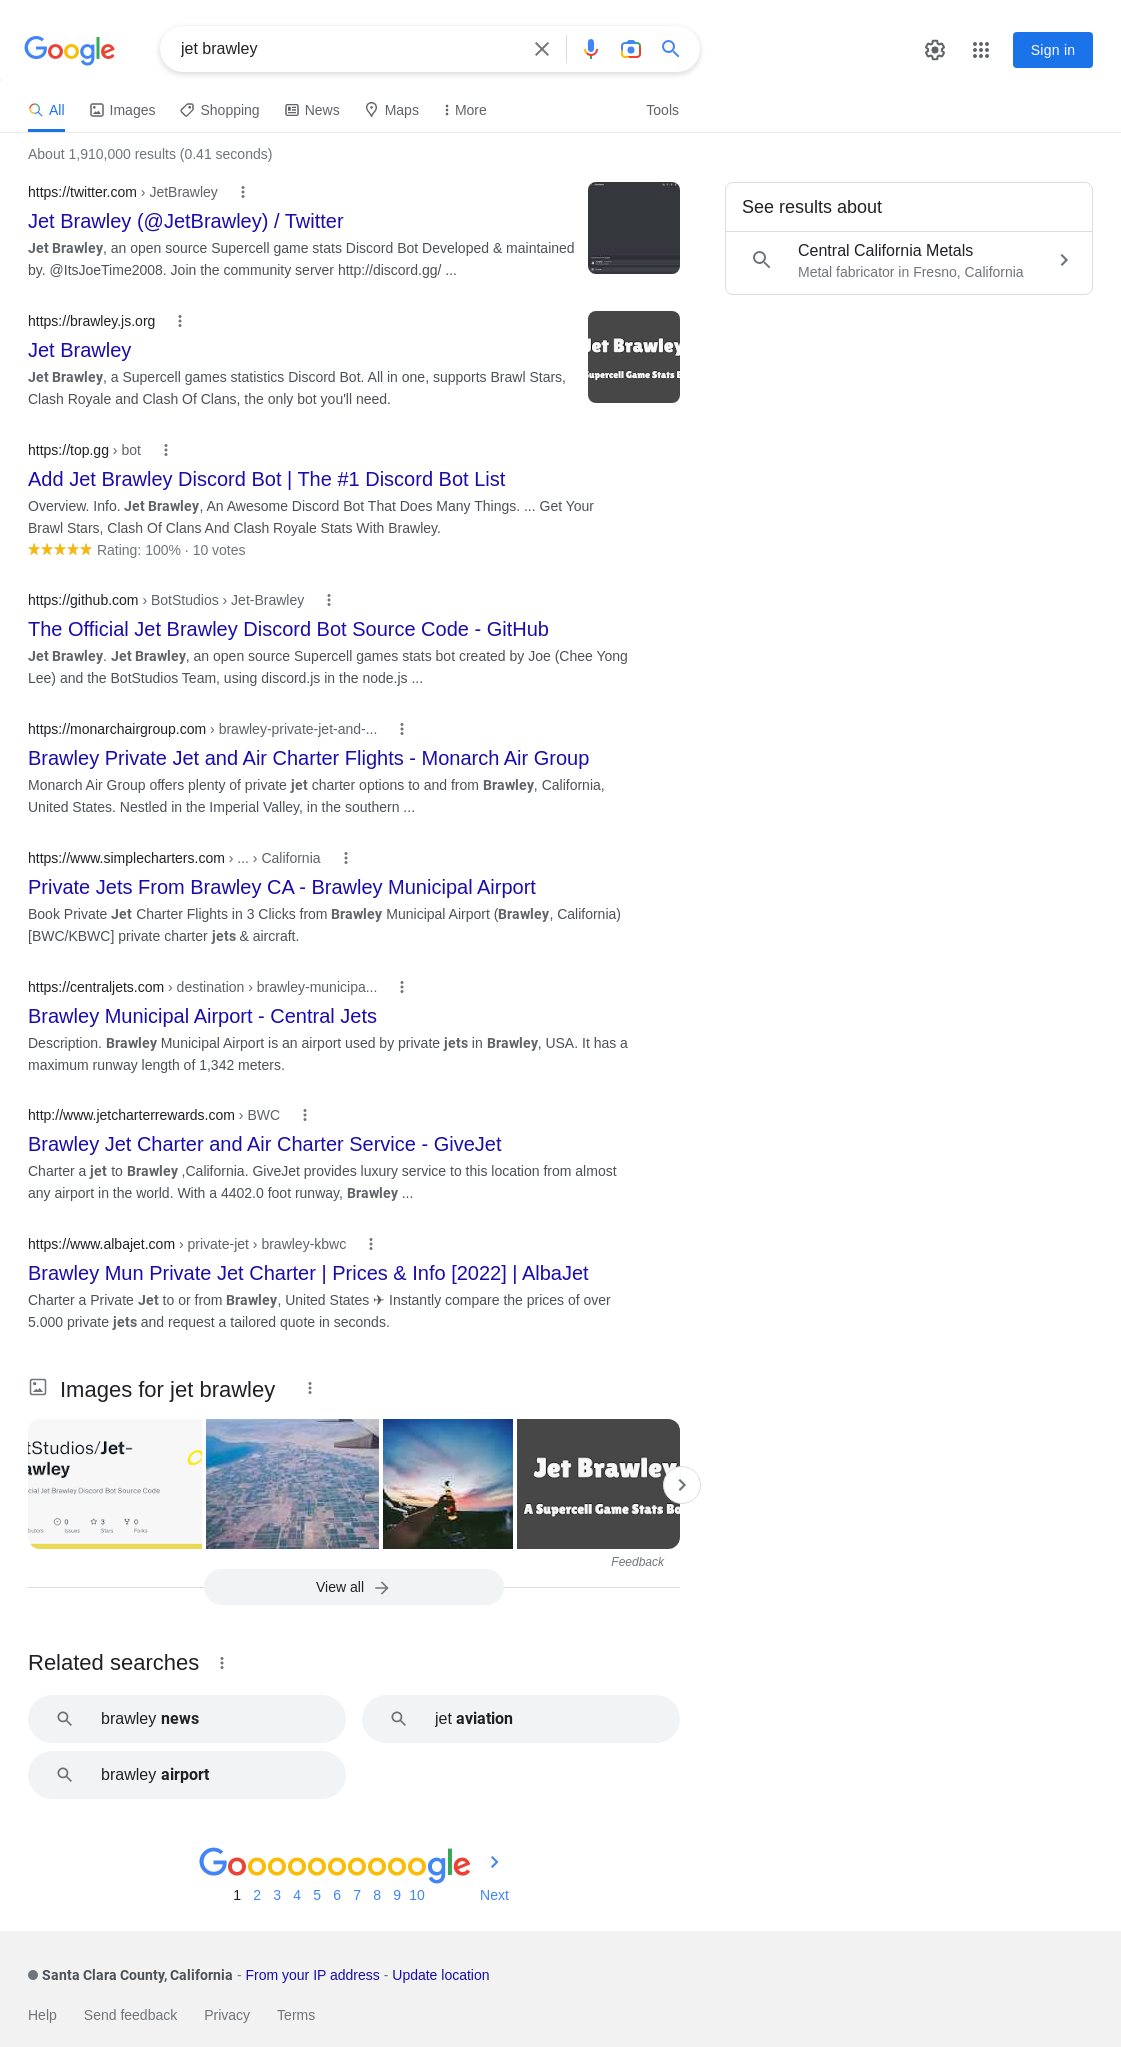 Google
jet brawley
Sign in
All
Images
Shopping
News
Maps
More
Tools
About 1,910,000 results (0.41 seconds)
https://twitter.com › JetBrawley
Jet Brawley (@JetBrawley) / Twitter
Jet Brawley, an open source Supercell game stats Discord Bot Developed & maintained
by. @ItsJoeTime2008. Join the community server http://discord.gg/ ...
See results about
Central California Metals
Metal fabricator in Fresno, California
https://brawley.js.org
Jet Brawley
Jet Brawley, a Supercell games statistics Discord Bot. All in one, supports Brawl Stars,
Clash Royale and Clash Of Clans, the only bot you'll need.
Jet Brawley
Supercell Game Stats B
https://top.gg › bot
Add Jet Brawley Discord Bot | The #1 Discord Bot List
Overview. Info. Jet Brawley, An Awesome Discord Bot That Does Many Things. ... Get Your
Brawl Stars, Clash Of Clans And Clash Royale Stats With Brawley.
Rating: 100% · 10 votes
https://github.com › BotStudios › Jet-Brawley
The Official Jet Brawley Discord Bot Source Code - GitHub
Jet Brawley. Jet Brawley, an open source Supercell games stats bot created by Joe (Chee Yong
Lee) and the BotStudios Team, using discord.js in the node.js ...
https://monarchairgroup.com › brawley-private-jet-and-...
Brawley Private Jet and Air Charter Flights - Monarch Air Group
Monarch Air Group offers plenty of private jet charter options to and from Brawley, California,
United States. Nestled in the Imperial Valley, in the southern ...
https://www.simplecharters.com › ... › California
Private Jets From Brawley CA - Brawley Municipal Airport
Book Private Jet Charter Flights in 3 Clicks from Brawley Municipal Airport (Brawley, California)
[BWC/KBWC] private charter jets & aircraft.
https://centraljets.com › destination › brawley-municipa...
Brawley Municipal Airport - Central Jets
Description. Brawley Municipal Airport is an airport used by private jets in Brawley, USA. It has a
maximum runway length of 1,342 meters.
http://www.jetcharterrewards.com › BWC
Brawley Jet Charter and Air Charter Service - GiveJet
Charter a jet to Brawley ,California. GiveJet provides luxury service to this location from almost
any airport in the world. With a 4402.0 foot runway, Brawley ...
https://www.albajet.com › private-jet › brawley-kbwc
Brawley Mun Private Jet Charter | Prices & Info [2022] | AlbaJet
Charter a Private Jet to or from Brawley, United States ✈ Instantly compare the prices of over
5.000 private jets and request a tailored quote in seconds.
Images for jet brawley
tStudios/Jet-
awley
cial Jet Brawley Discord Bot Source Code
0 3 0
butors Issues Stars Forks
Jet Brawley
A Supercell Game Stats Bo
Feedback
View all
Related searches
brawley news
jet aviation
brawley airport
Goooooooooogle
1 2 3 4 5 6 7 8 9 10 Next
Santa Clara County, California - From your IP address - Update location
Help Send feedback Privacy Terms